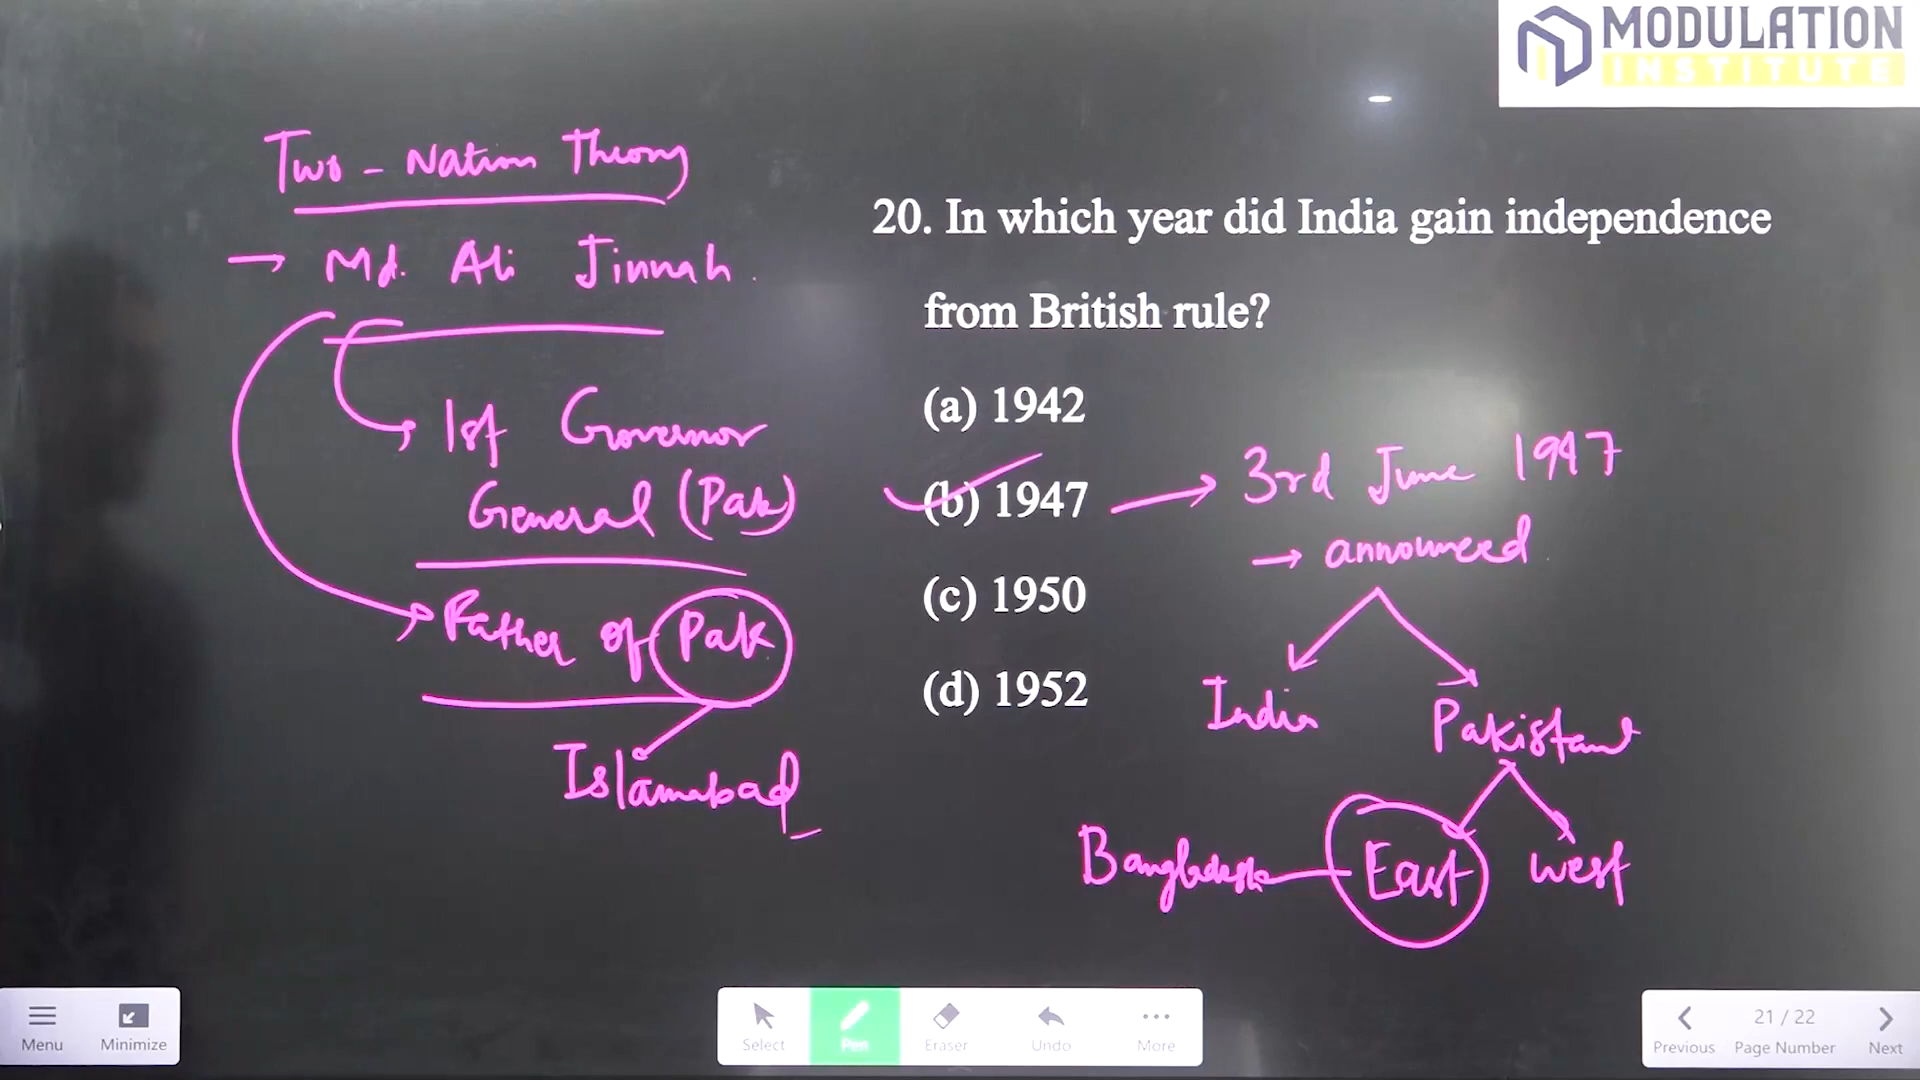 MODULATION
INSTITUTE
Two - Nation Theory
→ Md. Ali Jinnah
→ 1st Governor
General (Pak)
→ Father of Pak
Islamabad
20. In which year did India gain independence
from British rule?
(a) 1942
(b) 1947 → 3rd June 1947
→ announced
(c) 1950
(d) 1952
India Pakistan
Bangladesh East West
Menu
Minimize
Select
Pen
Eraser
Undo
More
21 / 22
Previous
Page Number
Next